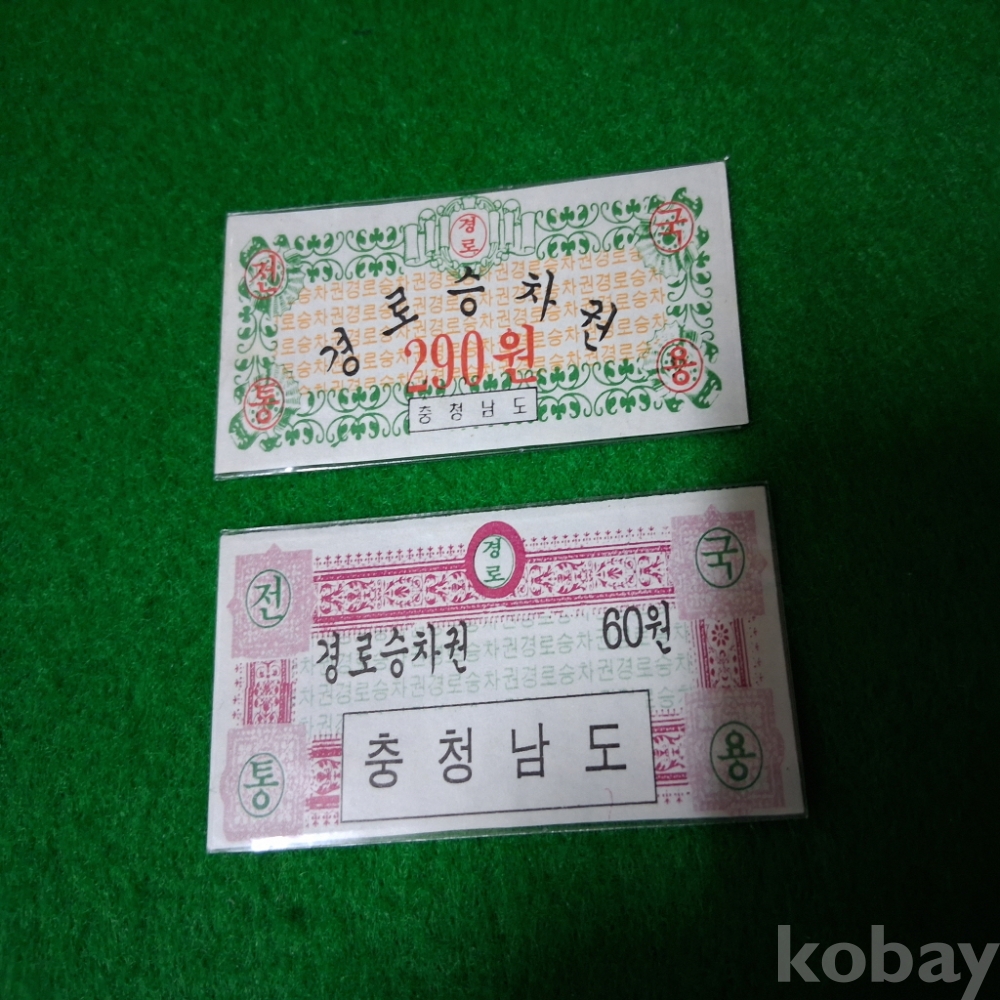 경로
전 국
경로승차권
290원
통 용
충청남도
경로
전 국
경로승차권 60원
통 용
충청남도
kobay